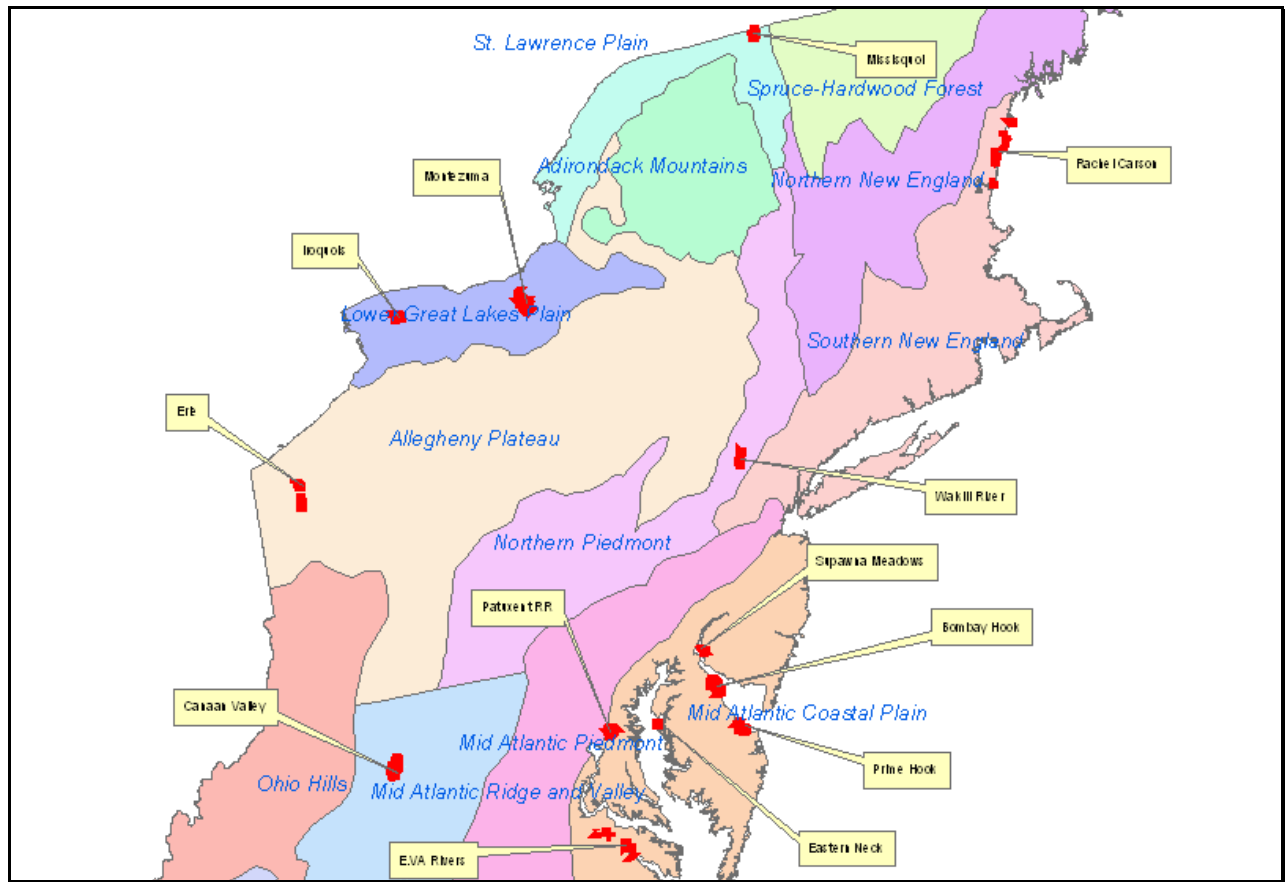 St. Lawrence Plain
Missisquoi
Spruce-Hardwood Forest
Adirondack Mountains
Rachel Carson
Montezuma
Northern New England
Iroquois
Lower Great Lakes Plain
Southern New England
Erie
Allegheny Plateau
Walkill River
Northern Piedmont
Supawna Meadows
Patuxent RR
Bombay Hook
Canaan Valley
Mid Atlantic Coastal Plain
Mid Atlantic Piedmont
Prime Hook
Ohio Hills
Mid Atlantic Ridge and Valley
Eastern Neck
E.VA Rivers